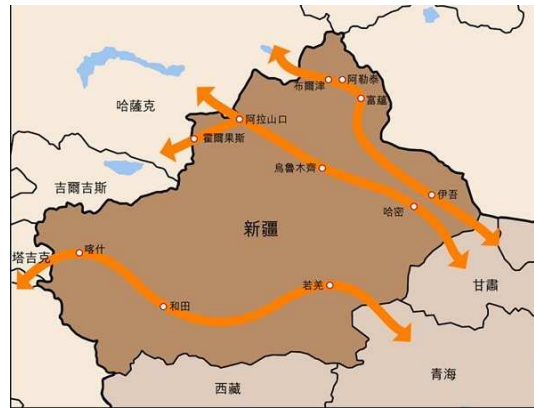 布爾津
阿勒泰
富蘊
哈薩克
阿拉山口
霍爾果斯
烏魯木齊
吉爾吉斯
伊吾
哈密
新疆
塔吉克
喀什
若羌
甘肅
和田
青海
西藏